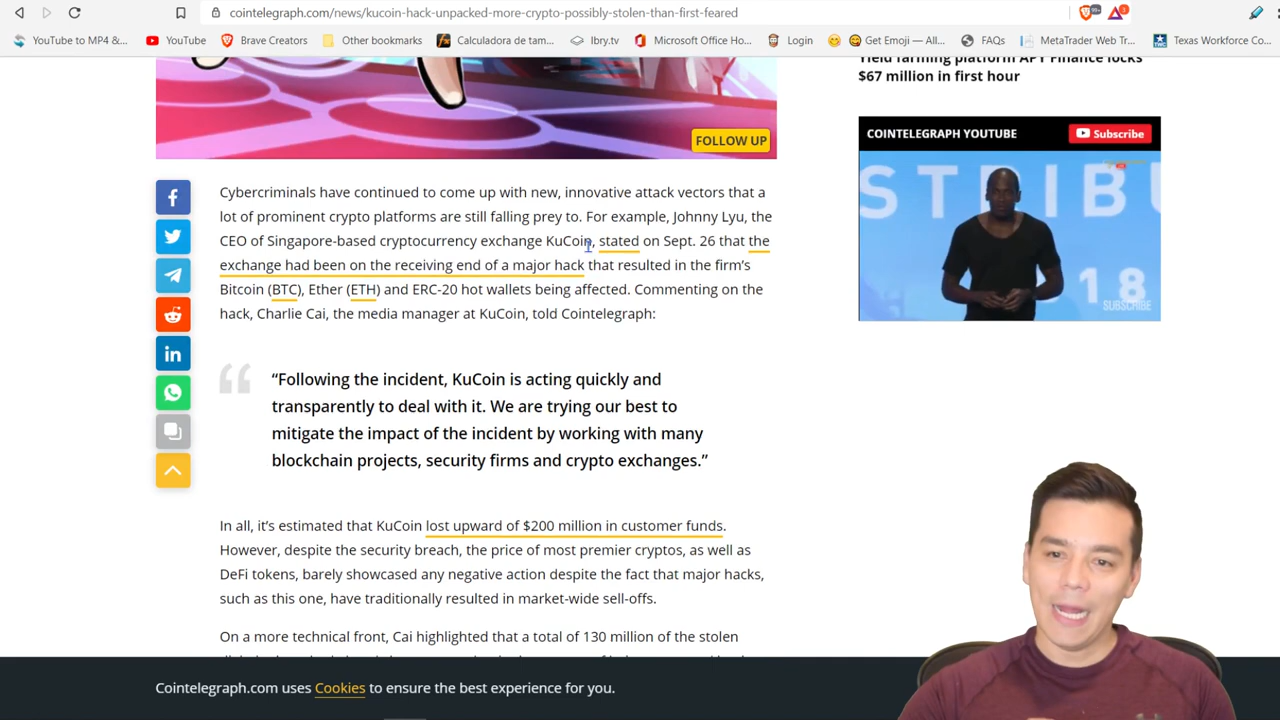 cointelegraph.com/news/kucoin-hack-unpacked-more-crypto-possibly-stolen-than-first-feared
YouTube to MP4 &... YouTube Brave Creators Other bookmarks Calculadora de tam... lbry.tv Microsoft Office Ho... Login Get Emoji — All... FAQs MetaTrader Web Tr... Texas Workforce Co...
Yield farming platform APY Finance locks
$67 million in first hour
FOLLOW UP
COINTELEGRAPH YOUTUBE Subscribe
STRIBU
18
SUBSCRIBE
Cybercriminals have continued to come up with new, innovative attack vectors that a
lot of prominent crypto platforms are still falling prey to. For example, Johnny Lyu, the
CEO of Singapore-based cryptocurrency exchange KuCoin, stated on Sept. 26 that the
exchange had been on the receiving end of a major hack that resulted in the firm's
Bitcoin (BTC), Ether (ETH) and ERC-20 hot wallets being affected. Commenting on the
hack, Charlie Cai, the media manager at KuCoin, told Cointelegraph:
“Following the incident, KuCoin is acting quickly and
transparently to deal with it. We are trying our best to
mitigate the impact of the incident by working with many
blockchain projects, security firms and crypto exchanges.”
In all, it's estimated that KuCoin lost upward of $200 million in customer funds.
However, despite the security breach, the price of most premier cryptos, as well as
DeFi tokens, barely showcased any negative action despite the fact that major hacks,
such as this one, have traditionally resulted in market-wide sell-offs.
On a more technical front, Cai highlighted that a total of 130 million of the stolen
Cointelegraph.com uses Cookies to ensure the best experience for you.